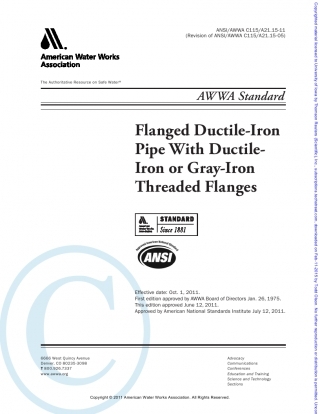 ANSI/AWWA C115/A21.15-11
(Revision of ANSI/AWWA C115/A21.15-05)
American Water Works
Association
The Authoritative Resource on Safe Water®
AWWA Standard
Flanged Ductile-Iron
Pipe With Ductile-
Iron or Gray-Iron
Threaded Flanges
American Water Works
Association
STANDARD
Since 1881
ANSI
Effective date: Oct. 1, 2011.
First edition approved by AWWA Board of Directors Jan. 26, 1975.
This edition approved June 12, 2011.
Approved by American National Standards Institute July 12, 2011.
6666 West Quincy Avenue
Denver, CO 80235-3098
T 800.926.7337
www.awwa.org
Advocacy
Communications
Conferences
Education and Training
Science and Technology
Sections
Copyright © 2011 American Water Works Association. All Rights Reserved.